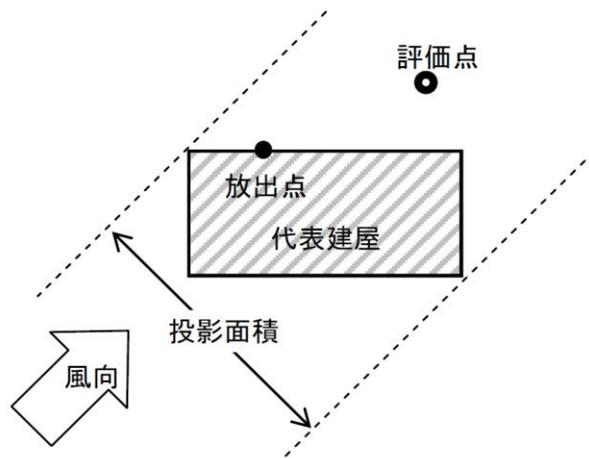 評価点
放出点
代表建屋
投影面積
風向